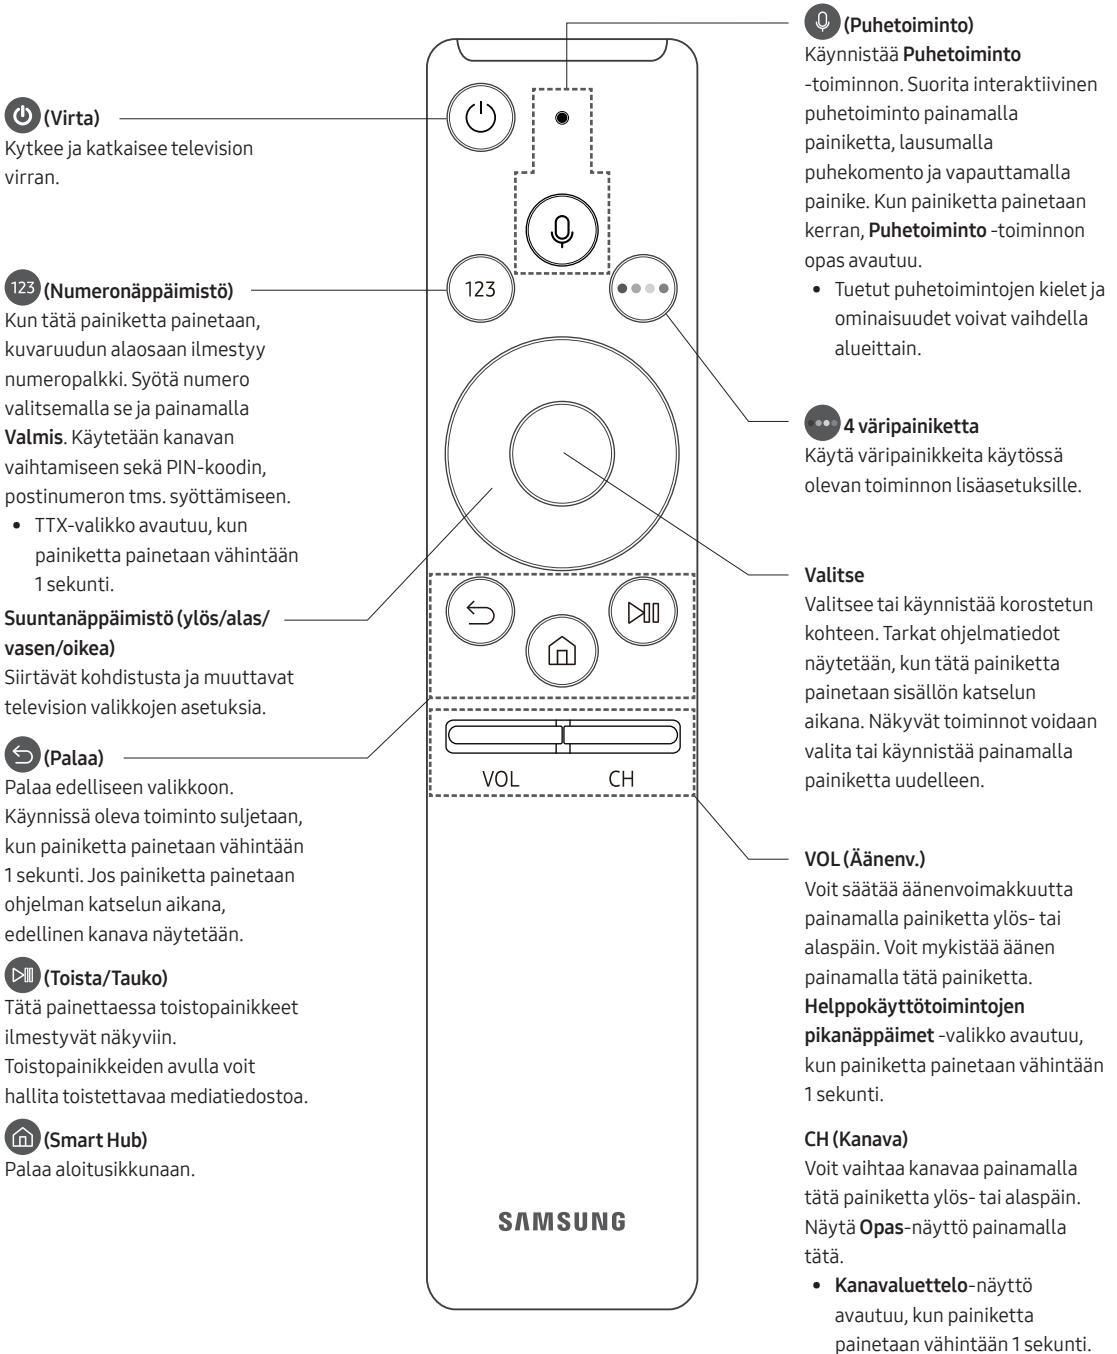 (Virta)
Kytkee ja katkaisee television
virran.
123 (Numeronäppäimistö)
Kun tätä painiketta painetaan,
kuvaruudun alaosaan ilmestyy
numeropalkki. Syötä numero
valitsemalla se ja painamalla
Valmis. Käytetään kanavan
vaihtamiseen sekä PIN-koodin,
postinumeron tms. syöttämiseen.
• TTX-valikko avautuu, kun
painiketta painetaan vähintään
1 sekunti.
Suuntanäppäimistö (ylös/alas/
vasen/oikea)
Siirtävät kohdistusta ja muuttavat
television valikkojen asetuksia.
(Palaa)
Palaa edelliseen valikkoon.
Käynnissä oleva toiminto suljetaan,
kun painiketta painetaan vähintään
1 sekunti. Jos painiketta painetaan
ohjelman katselun aikana,
edellinen kanava näytetään.
(Toista/Tauko)
Tätä painettaessa toistopainikkeet
ilmestyvät näkyviin.
Toistopainikkeiden avulla voit
hallita toistettavaa mediatiedostoa.
(Smart Hub)
Palaa aloitusikkunaan.
123
VOL CH
SAMSUNG
(Puhetoiminto)
Käynnistää Puhetoiminto
-toiminnon. Suorita interaktiivinen
puhetoiminto painamalla
painiketta, lausumalla
puhekomento ja vapauttamalla
painike. Kun painiketta painetaan
kerran, Puhetoiminto -toiminnon
opas avautuu.
• Tuetut puhetoimintojen kielet ja
ominaisuudet voivat vaihdella
alueittain.
4 väripainiketta
Käytä väripainikkeita käytössä
olevan toiminnon lisäasetuksille.
Valitse
Valitsee tai käynnistää korostetun
kohteen. Tarkat ohjelmatiedot
näytetään, kun tätä painiketta
painetaan sisällön katselun
aikana. Näkyvät toiminnot voidaan
valita tai käynnistää painamalla
painiketta uudelleen.
VOL (Äänenv.)
Voit säätää äänenvoimakkuutta
painamalla painiketta ylös- tai
alaspäin. Voit mykistää äänen
painamalla tätä painiketta.
Helppokäyttötoimintojen
pikanäppäimet -valikko avautuu,
kun painiketta painetaan vähintään
1 sekunti.
CH (Kanava)
Voit vaihtaa kanavaa painamalla
tätä painiketta ylös- tai alaspäin.
Näytä Opas-näyttö painamalla
tätä.
• Kanavaluettelo-näyttö
avautuu, kun painiketta
painetaan vähintään 1 sekunti.